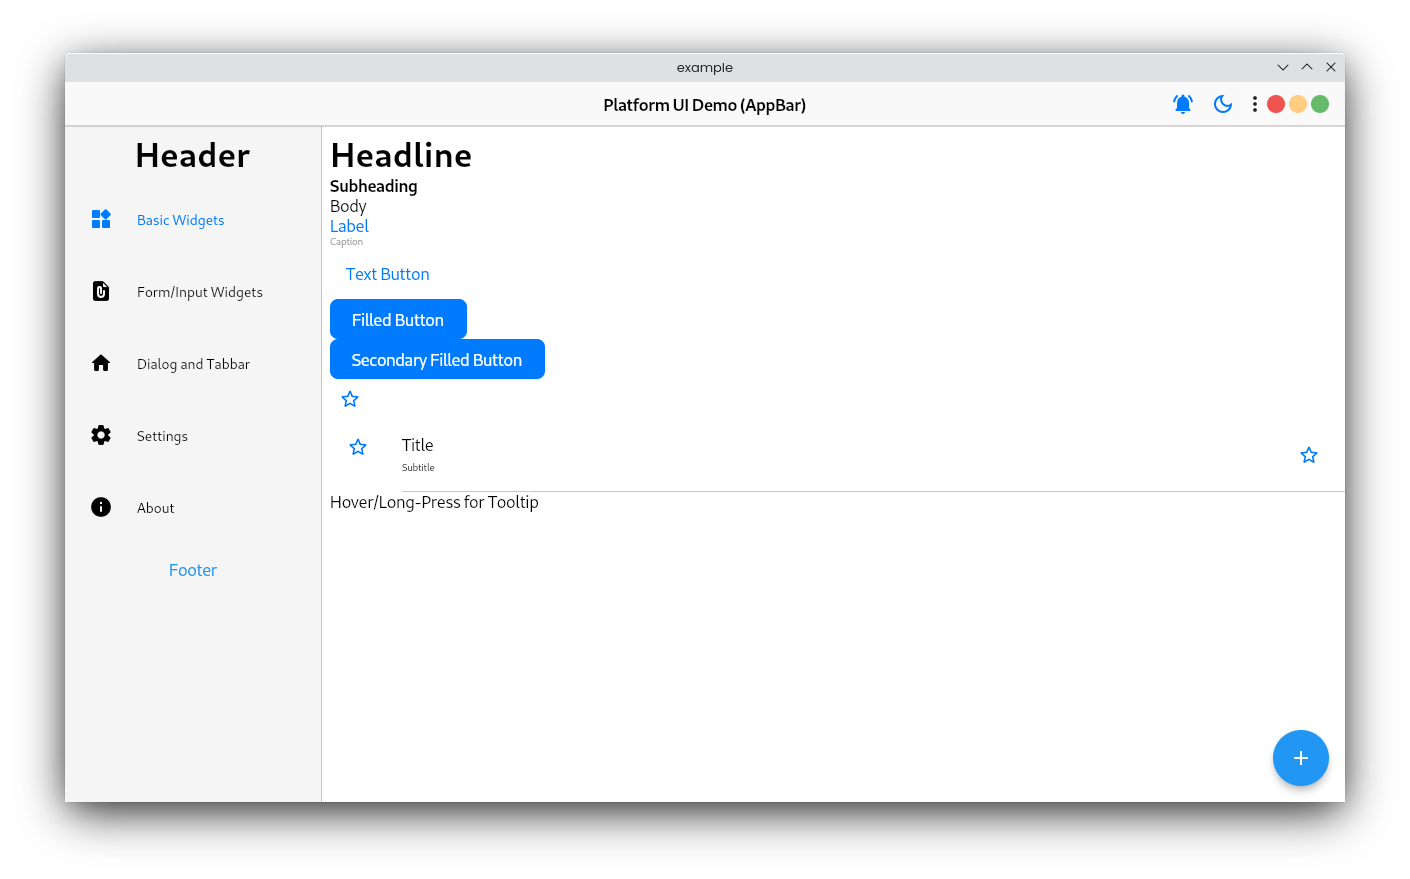 example
Platform UI Demo (AppBar)
Header
Basic Widgets
Form/Input Widgets
Dialog and Tabbar
Settings
About
Footer
Headline
Subheading
Body
Label
Caption
Text Button
Filled Button
Secondary Filled Button
Title
Subtitle
Hover/Long-Press for Tooltip